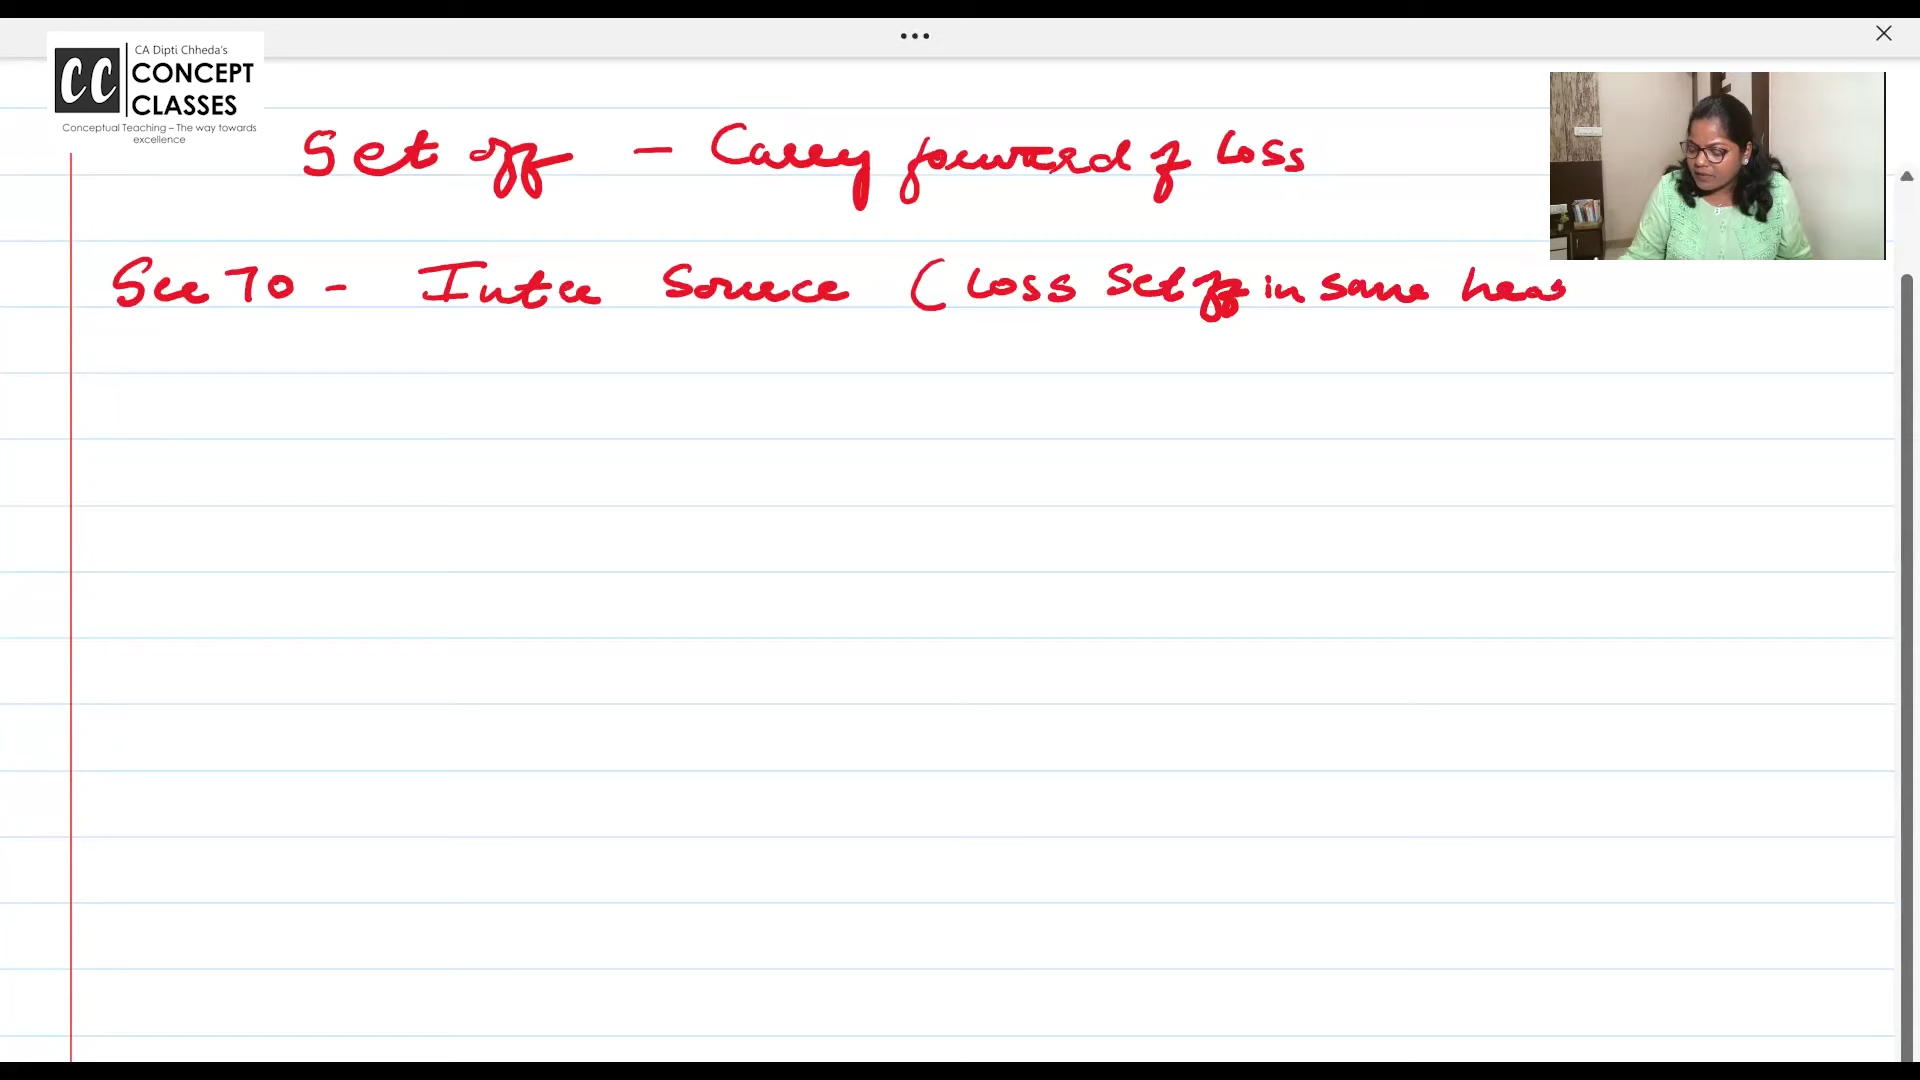 CA Dipti Chheda's
CC CONCEPT
CLASSES
Conceptual Teaching – The way towards
excellence
Set off - Carry forward of Loss
Sec 70 - Inter Source (Loss Set off in same head